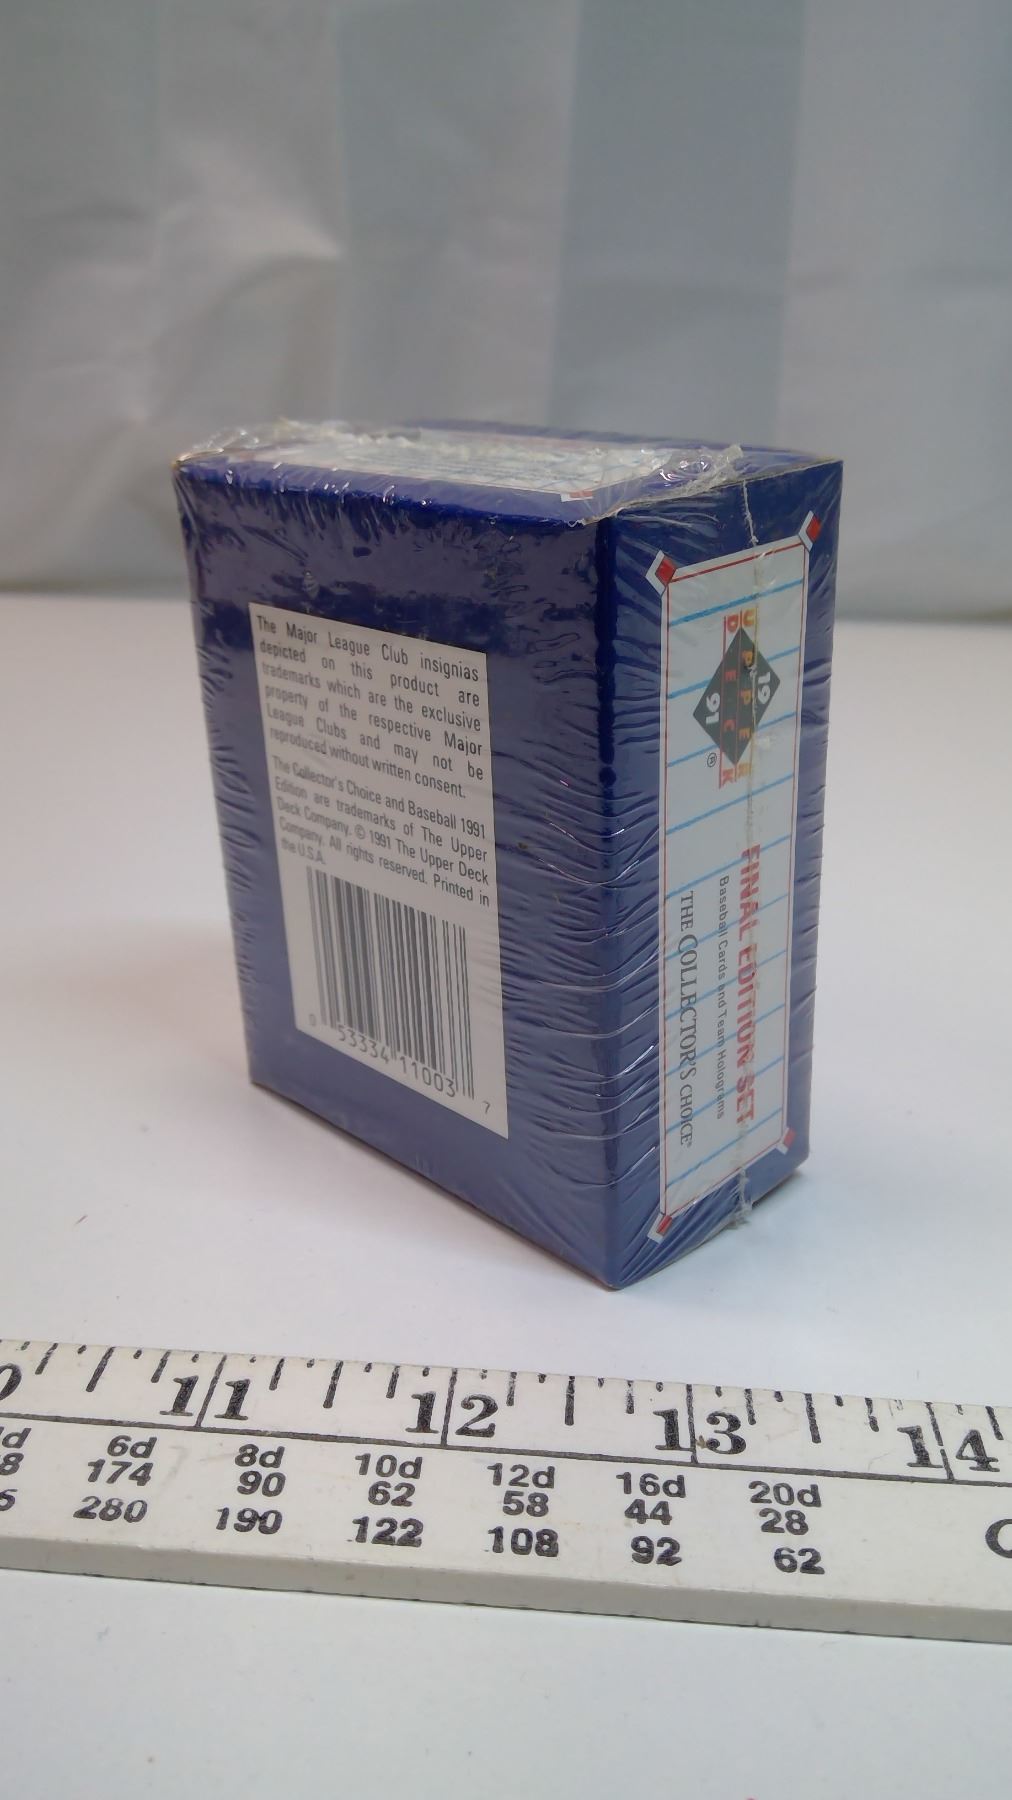 The Major League Club insignias
depicted on this product are
trademarks which are the exclusive
property of the respective Major
League Clubs and may not be
reproduced without written consent.
The Collector's Choice and Baseball 1991
Edition are trademarks of The Upper
Deck Company. © 1991 The Upper Deck
Company. All rights reserved. Printed in
the U.S.A.
0 53334 11003 7
UPPER
DECK
19 91
®
FINAL EDITION SET
Baseball Cards and Team Holograms
THE COLLECTOR'S CHOICE®
11 12 13 14
6d 8d 10d 12d 16d 20d
174 90 62 58 44 28
280 190 122 108 92 62